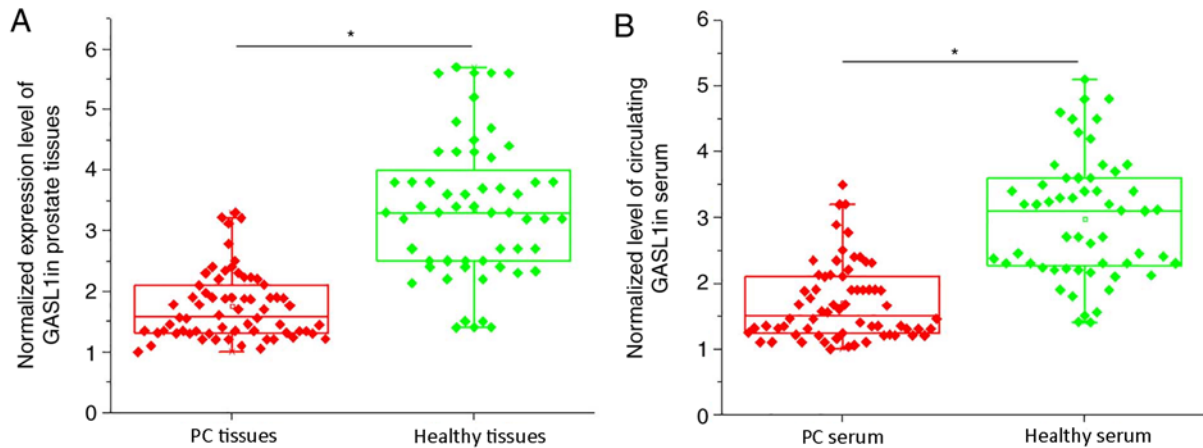 A
Normalized expression level of
GASL1in prostate tissues
6
5
4
3
2
1
0
*
PC tissues
Healthy tissues
B
Normalized level of circulating
GASL1in serum
6
5
4
3
2
1
0
*
PC serum
Healthy serum